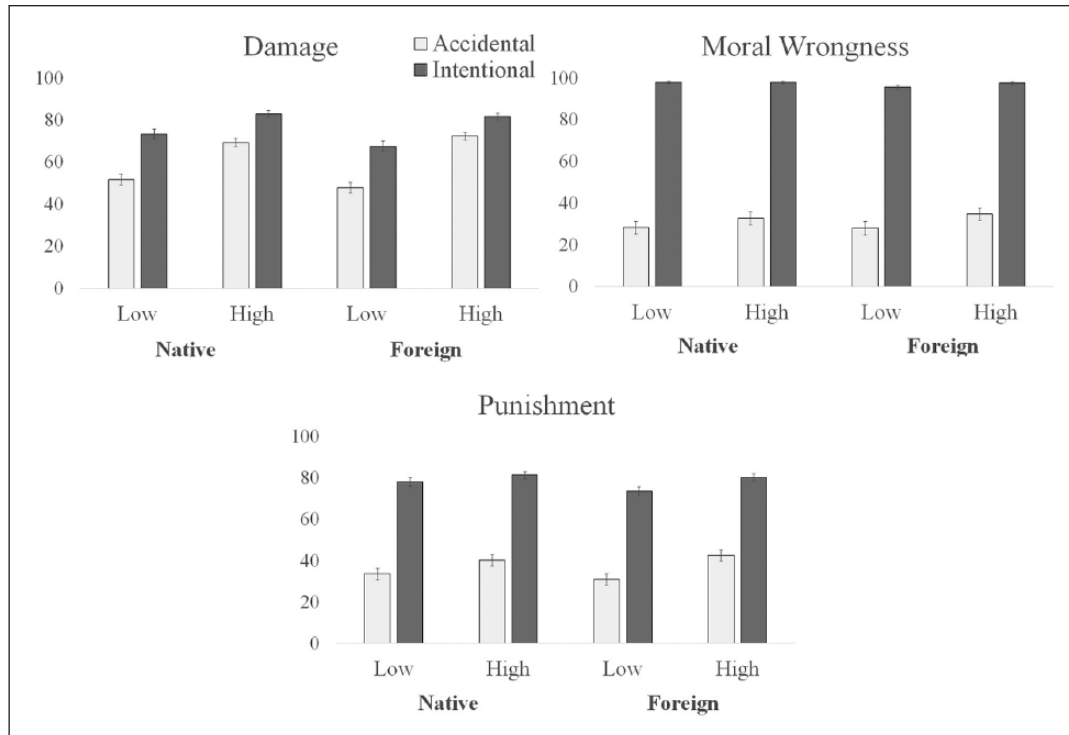 Damage
Accidental
Intentional
100
80
60
40
20
0
Low High Low High
Native Foreign
Moral Wrongness
100
80
60
40
20
0
Low High Low High
Native Foreign
Punishment
100
80
60
40
20
0
Low High Low High
Native Foreign